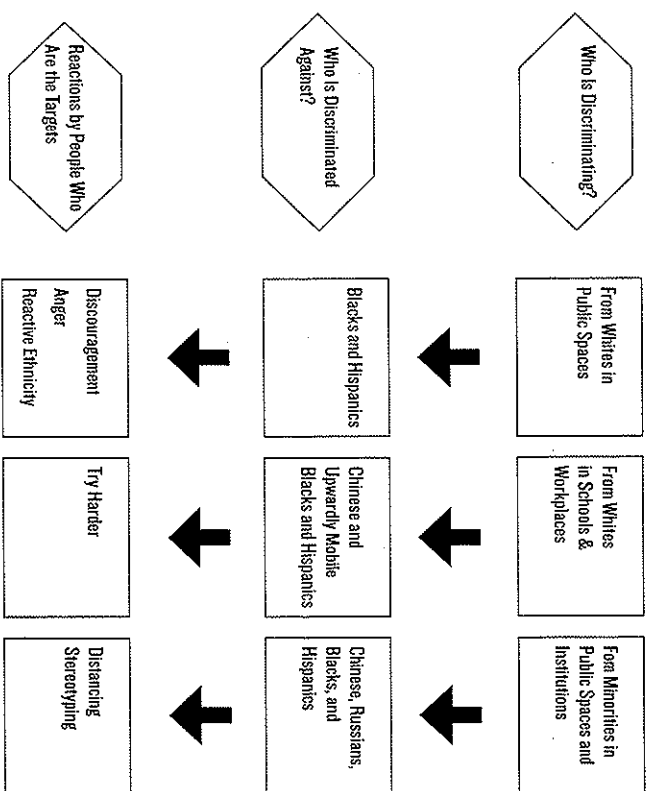 Who Is Discriminating?
From Whites in
Public Spaces
From Whites
in Schools &
Workplaces
Fom Minorities in
Public Spaces and
Institutions
Who Is Discriminated
Against?
Blacks and Hispanics
Chinese and
Upwardly Mobile
Blacks and Hispanics
Chinese, Russians,
Blacks, and
Hispanics
Reactions by People Who
Are the Targets
Discouragement
Anger
Reactive Ethnicity
Try Harder
Distancing
Stereotyping